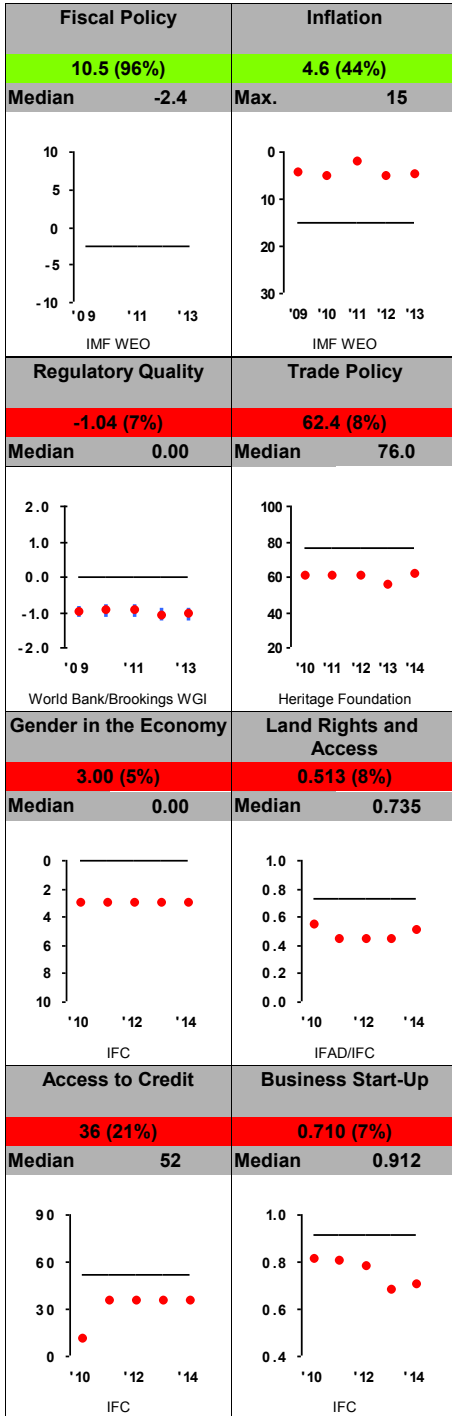 Fiscal Policy
10.5 (96%)
Median -2.4
10
5
0
-5
-10
'09 '11 '13
IMF WEO
Inflation
4.6 (44%)
Max. 15
0
10
20
30
'09 '10 '11 '12 '13
IMF WEO
Regulatory Quality
-1.04 (7%)
Median 0.00
2.0
1.0
0.0
-1.0
-2.0
'09 '11 '13
World Bank/Brookings WGI
Trade Policy
62.4 (8%)
Median 76.0
100
80
60
40
20
'10 '11 '12 '13 '14
Heritage Foundation
Gender in the Economy
3.00 (5%)
Median 0.00
0
2
4
6
8
10
'10 '12 '14
IFC
Land Rights and
Access
0.513 (8%)
Median 0.735
1.0
0.8
0.6
0.4
0.2
0.0
'10 '12 '14
IFAD/IFC
Access to Credit
36 (21%)
Median 52
90
60
30
0
'10 '12 '14
IFC
Business Start-Up
0.710 (7%)
Median 0.912
1.0
0.8
0.6
0.4
'10 '12 '14
IFC